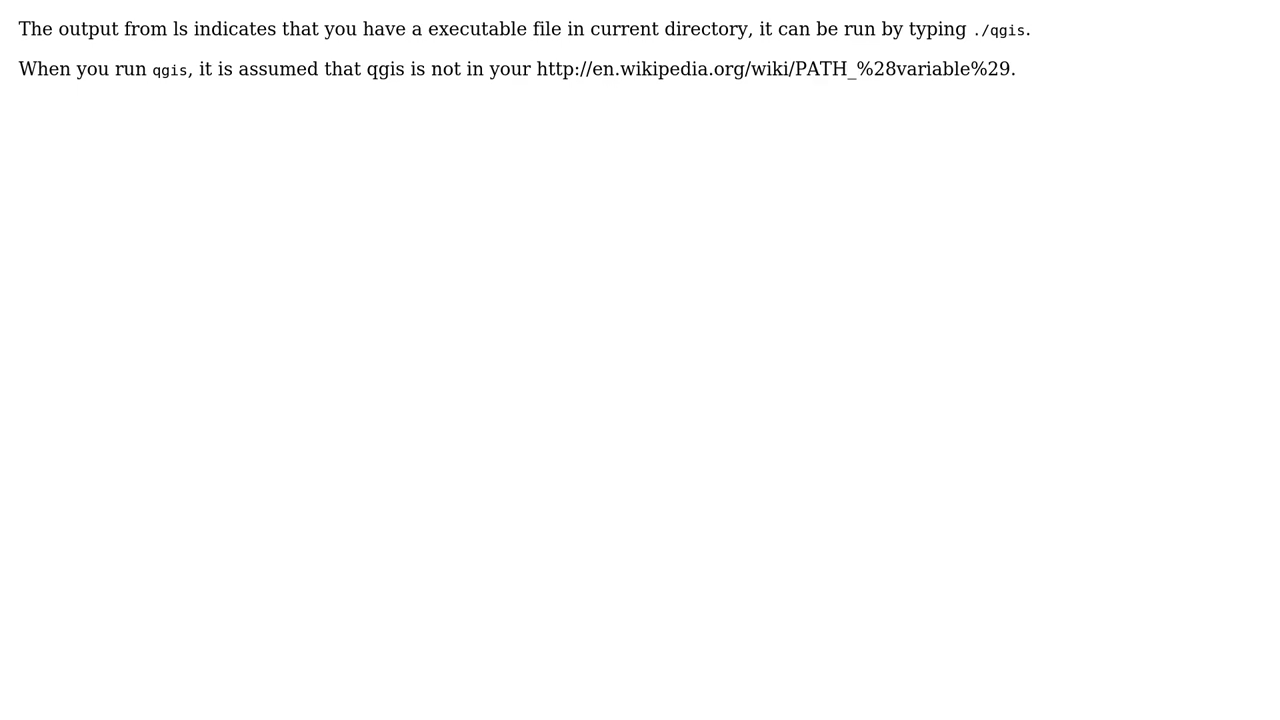 The output from ls indicates that you have a executable file in current directory, it can be run by typing ./qgis.
When you run qgis, it is assumed that qgis is not in your http://en.wikipedia.org/wiki/PATH_%28variable%29.